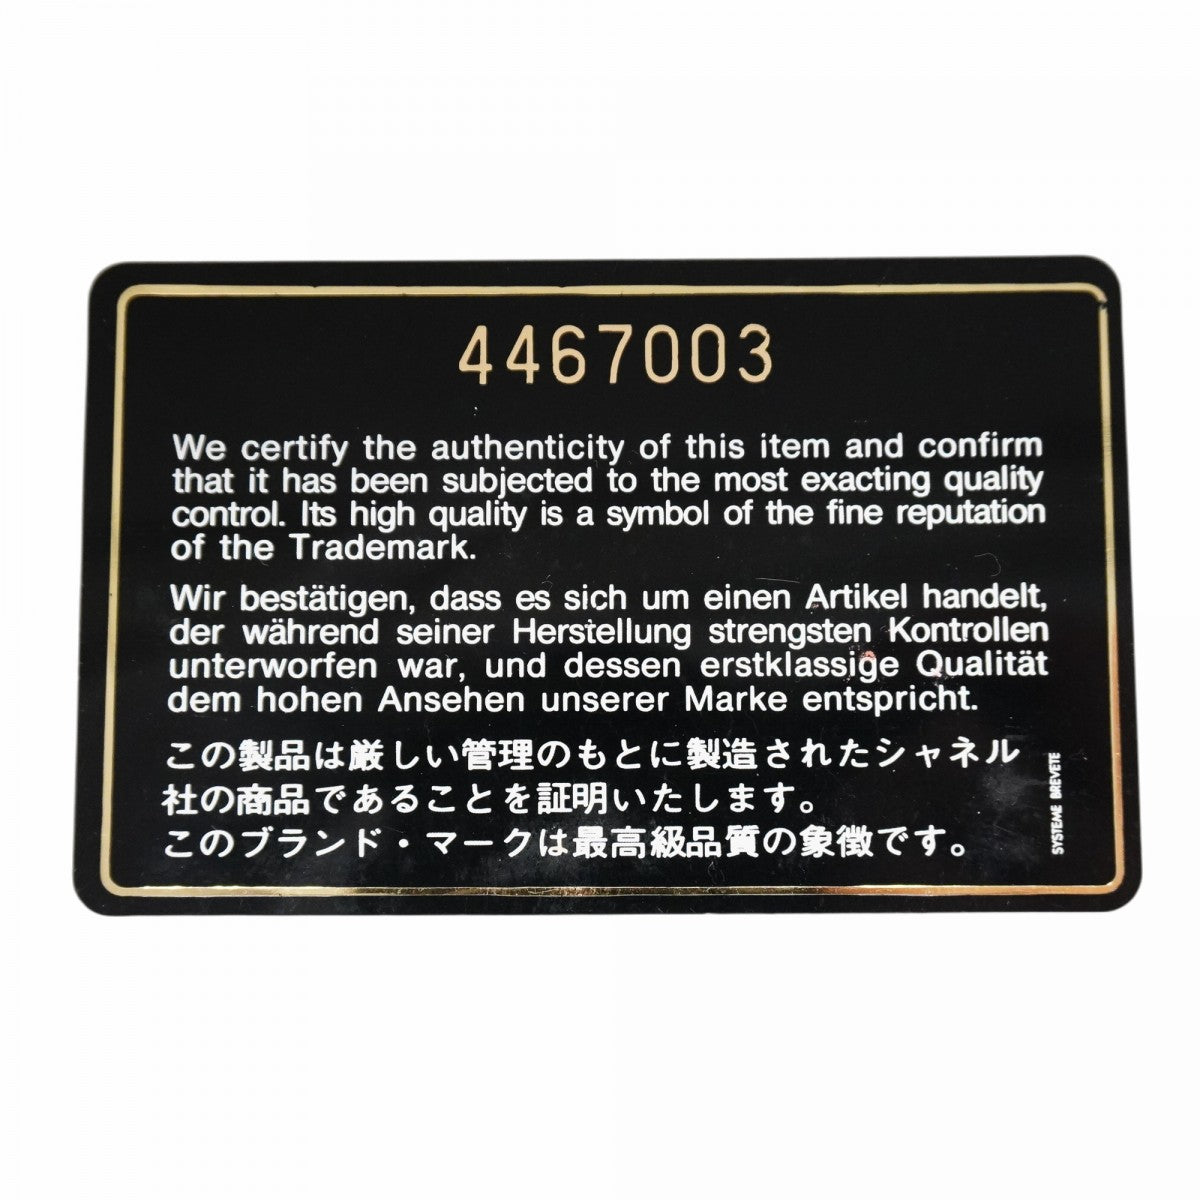 4467003
We certify the authenticity of this item and confirm
that it has been subjected to the most exacting quality
control. Its high quality is a symbol of the fine reputation
of the Trademark.
Wir bestätigen, dass es sich um einen Artikel handelt,
der während seiner Herstellung strengsten Kontrollen
unterworfen war, und dessen erstklassige Qualität
dem hohen Ansehen unserer Marke entspricht.
この製品は厳しい管理のもとに製造されたシャネル
社の商品であることを証明いたします。
このブランド・マークは最高級品質の象徴です。
SYSTEME BREVETE